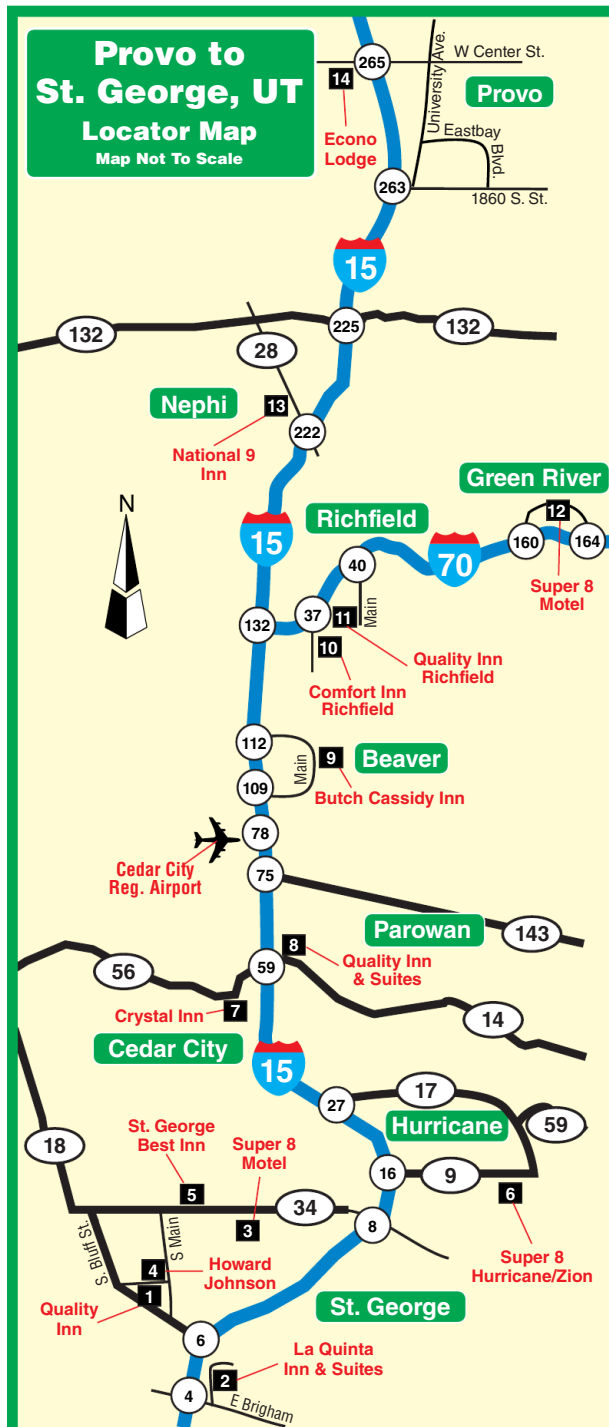 Provo to
St. George, UT
Locator Map
Map Not To Scale
265
W Center St.
14
Econo
Lodge
University Ave.
Provo
Eastbay
Blvd.
263
1860 S. St.
15
132
225
132
28
Nephi
13
222
National 9
Inn
N
Green River
12
160
164
Super 8
Motel
15
Richfield
70
40
Main
132
37
11
10
Quality Inn
Richfield
Comfort Inn
Richfield
112
Main
9
Beaver
109
Butch Cassidy Inn
78
Cedar City
Reg. Airport
75
Parowan
143
8
Quality Inn
& Suites
56
59
7
Crystal Inn
14
Cedar City
15
27
17
Hurricane
59
18
St. George
Best Inn
Super 8
Motel
16
9
6
Super 8
Hurricane/Zion
5
34
3
8
S. Bluff St.
S Main
4
Howard
Johnson
1
Quality
Inn
St. George
6
La Quinta
Inn & Suites
2
4
E Brigham